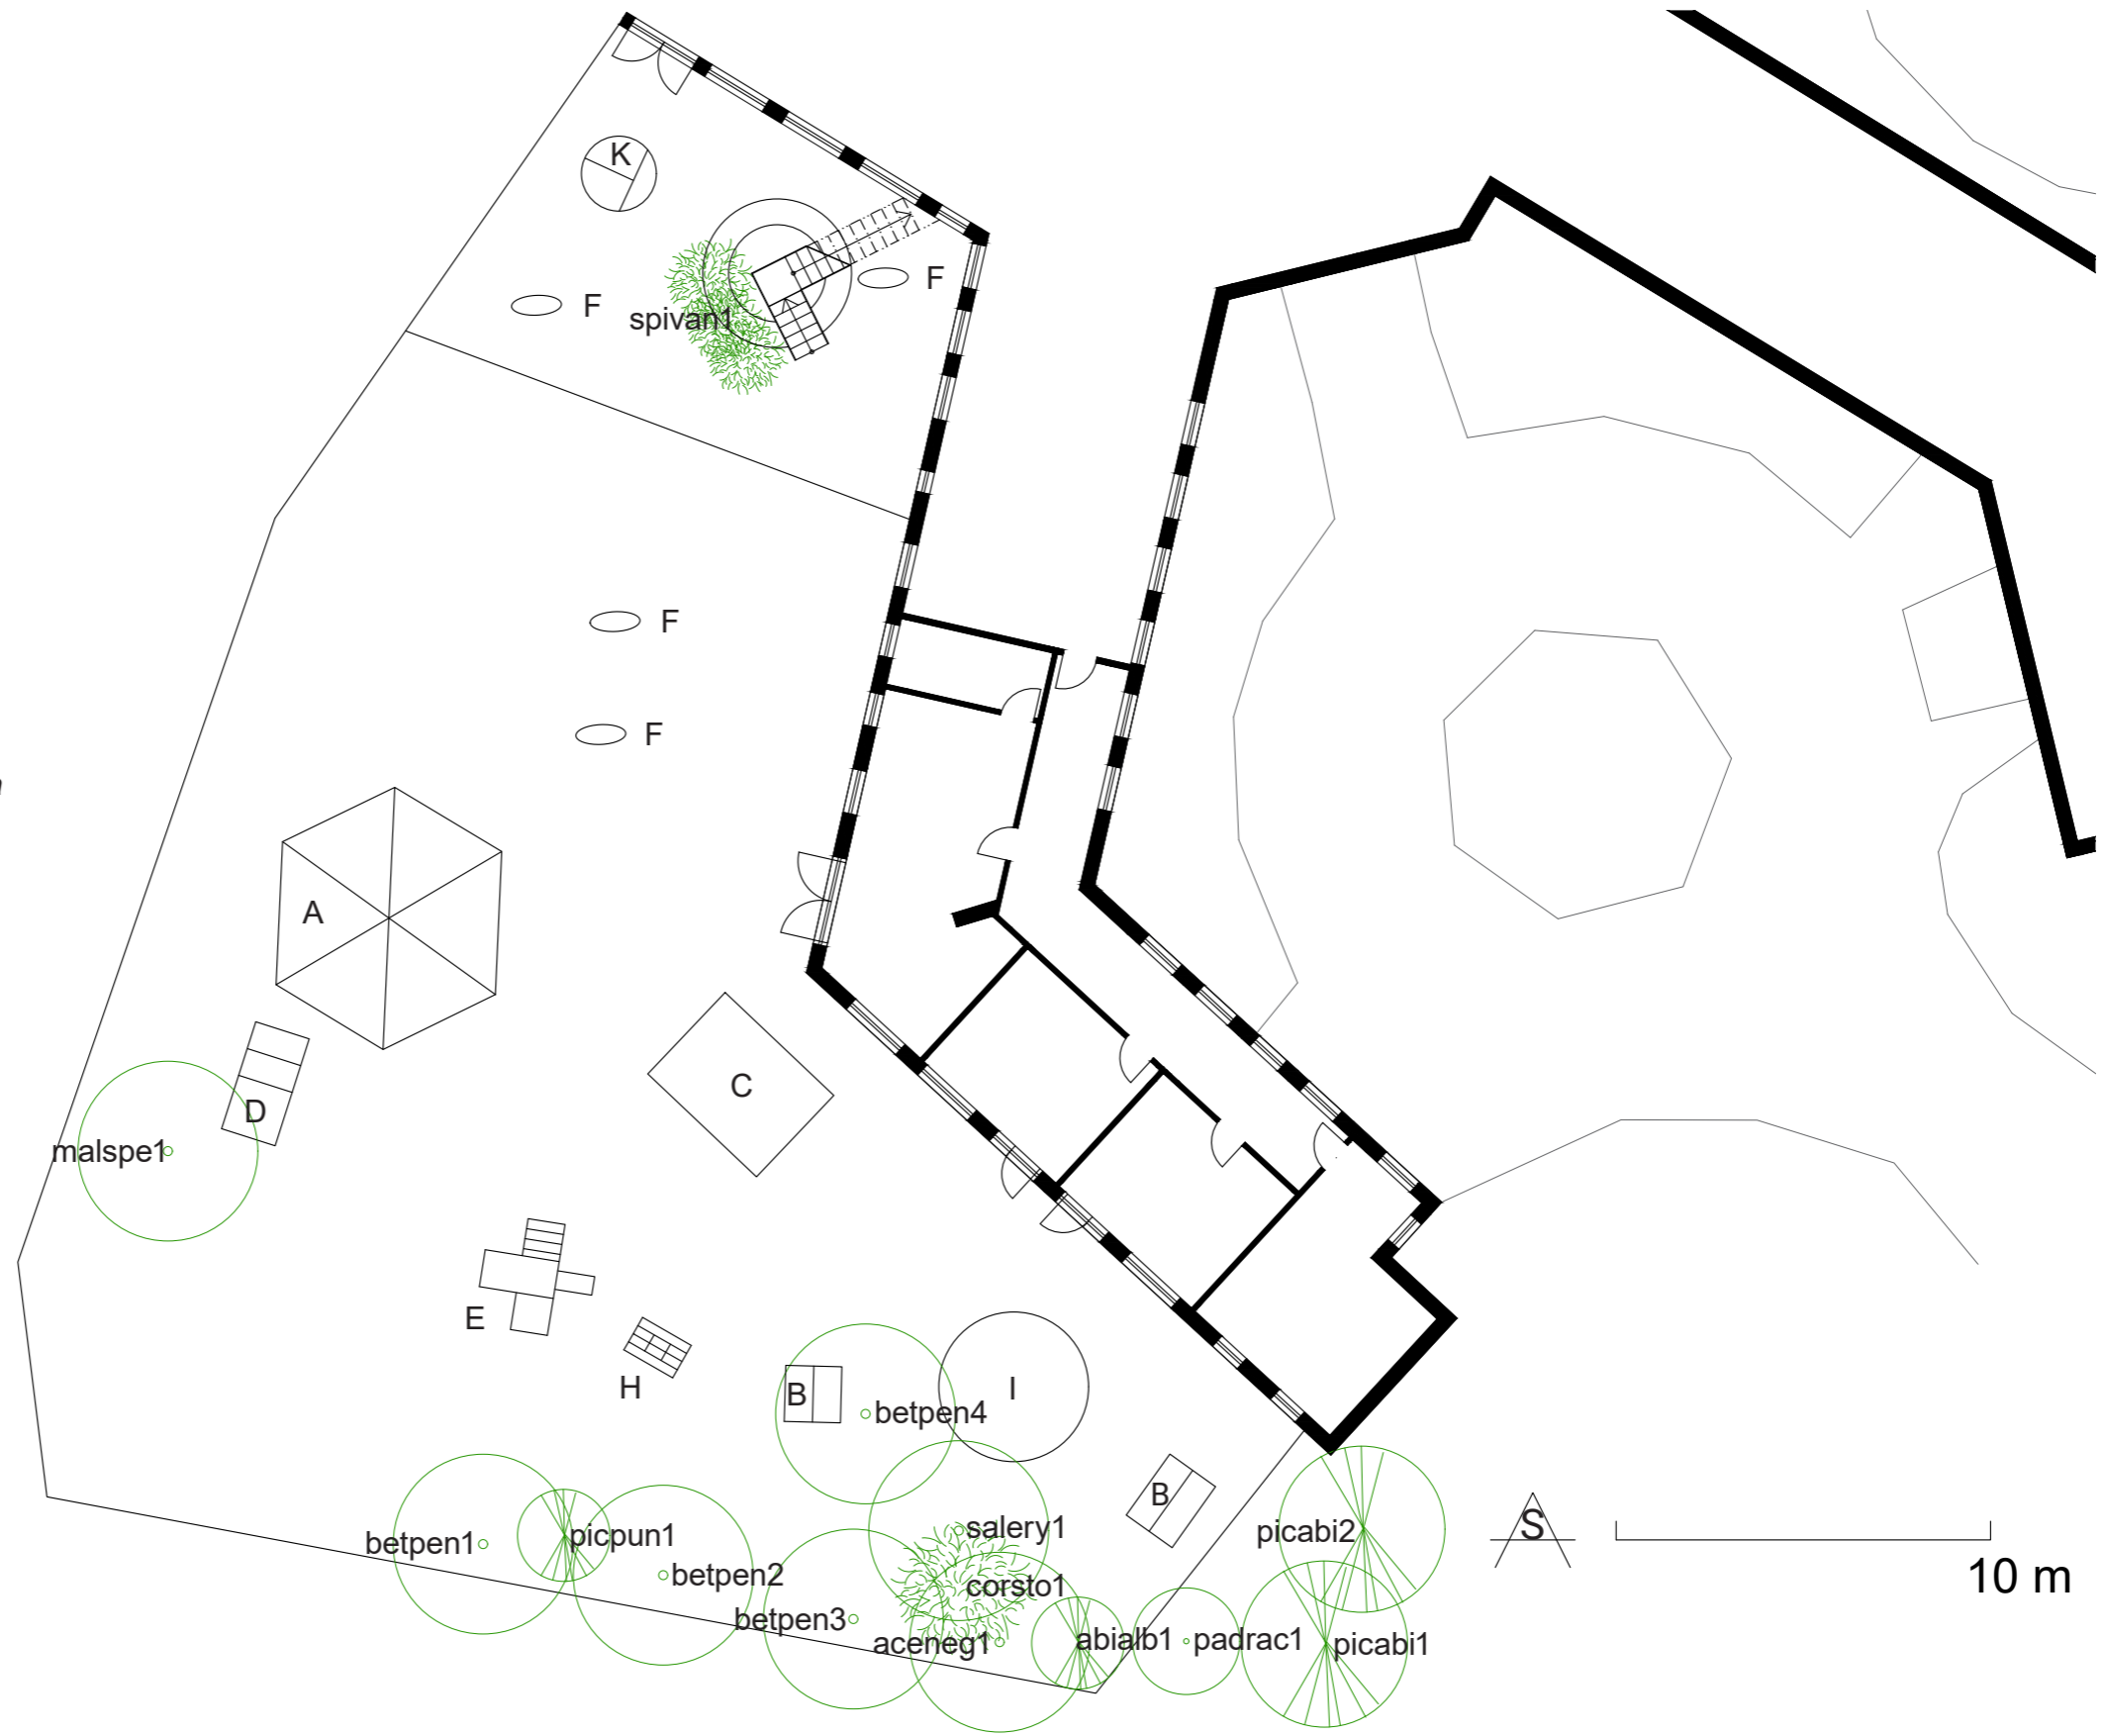 K
F
F
spivan1
F
F
A
C
D
malspe1
E
H
B
I
betpen4
B
salery1
picabi2
S
betpen1
picpun1
betpen2
corsto1
10 m
betpen3
aceneg1
abialb1
padrac1
picabi1